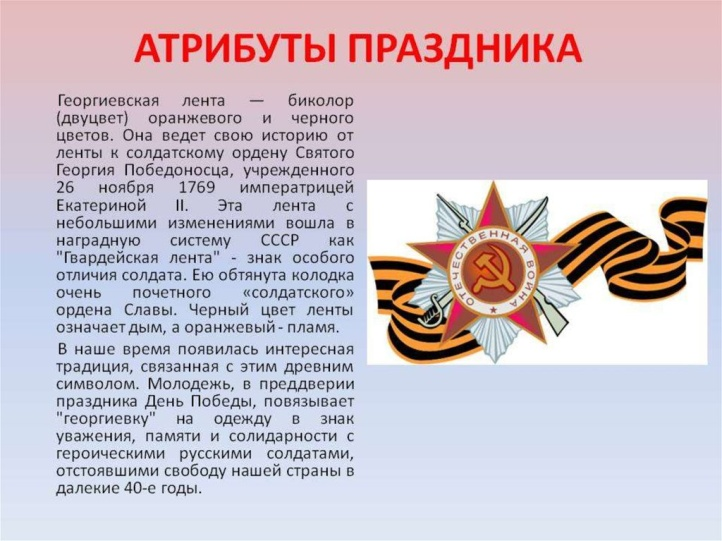 АТРИБУТЫ ПРАЗДНИКА
Георгиевская лента — биколор
(двуцвет) оранжевого и черного
цветов. Она ведет свою историю от
ленты к солдатскому ордену Святого
Георгия Победоносца, учрежденного
26 ноября 1769 императрицей
Екатериной II. Эта лента с
небольшими изменениями вошла в
наградную систему СССР как
"Гвардейская лента" - знак особого
отличия солдата. Ею обтянута колодка
очень почетного «солдатского»
ордена Славы. Черный цвет ленты
означает дым, а оранжевый - пламя.
В наше время появилась интересная
традиция, связанная с этим древним
символом. Молодежь, в преддверии
праздника День Победы, повязывает
"георгиевку" на одежду в знак
уважения, памяти и солидарности с
героическими русскими солдатами,
отстоявшими свободу нашей страны в
далекие 40-е годы.
ОТЕЧЕСТВЕННАЯ ВОЙНА